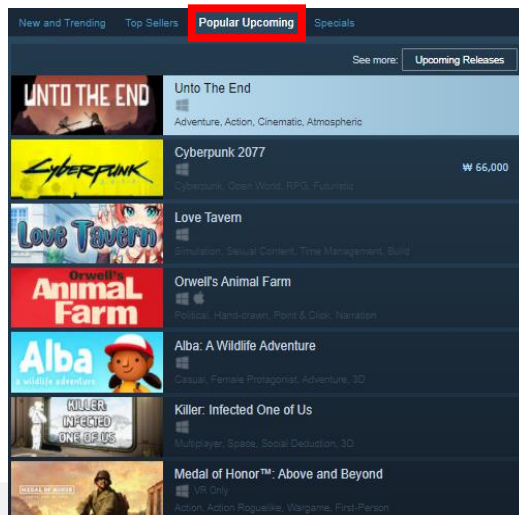 New and Trending Top Sellers Popular Upcoming Specials
See more: Upcoming Releases
UNTO THE END
Unto The End
Adventure, Action, Cinematic, Atmospheric
CYBERPUNK
Cyberpunk 2077
₩ 66,000
Cyberpunk, Open World, RPG, Futuristic
Love Tavern
Love Tavern
Simulation, Sexual Content, Time Management, Build
Orwell's
AnimaL
Farm
Orwell's Animal Farm
Political, Hand-drawn, Point & Click, Narration
Alba
a wildlife adventure
Alba: A Wildlife Adventure
Casual, Female Protagonist, Adventure, 3D
KILLER:
INFECTED
ONE OF US
Killer: Infected One of Us
Multiplayer, Space, Social Deduction, 3D
MEDAL OF HONOR
Medal of Honor™: Above and Beyond
VR Only
Action, Action Roguelike, Wargame, First-Person